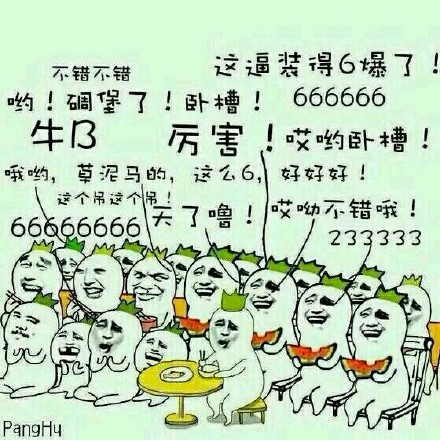 不错不错
这逼装得6爆了！
哟！碉堡了！卧槽！
666666
牛B
厉害！
哎哟卧槽！
哦哟，草泥马的，这么6，好好好！
这个吊这个吊！
66666666
天了噜！
哎呦不错哦！
233333
PangHu